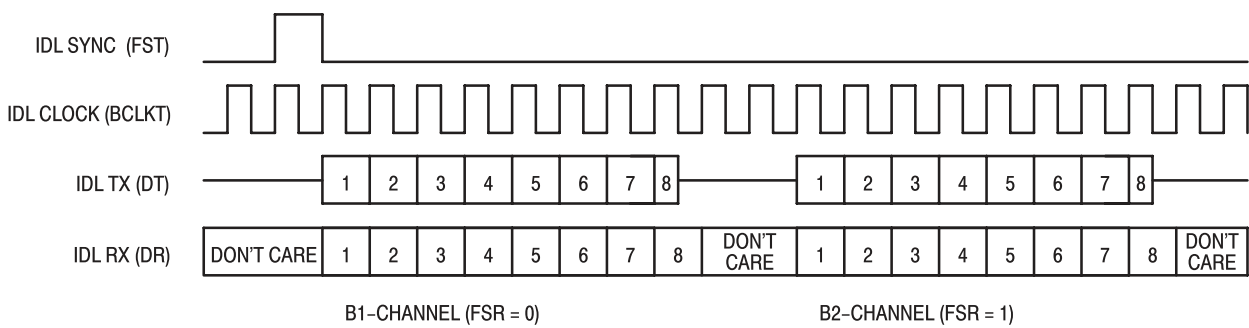 IDL SYNC (FST)
IDL CLOCK (BCLKT)
IDL TX (DT)
1 2 3 4 5 6 7 8 1 2 3 4 5 6 7 8
IDL RX (DR)
DON'T CARE 1 2 3 4 5 6 7 8 DON'T CARE 1 2 3 4 5 6 7 8 DON'T CARE
B1–CHANNEL (FSR = 0) B2–CHANNEL (FSR = 1)